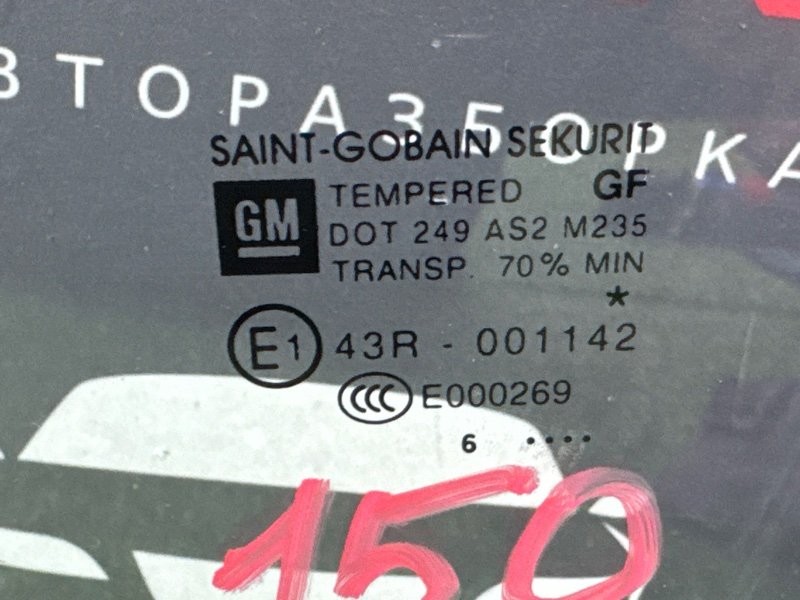 ВТОРАЗБОРКА
SAINT-GOBAIN SEKURIT
GM
TEMPERED GF
DOT 249 AS2 M235
TRANSP. 70% MIN
*
E1 43R - 001142
CCC E000269
6 ····
150